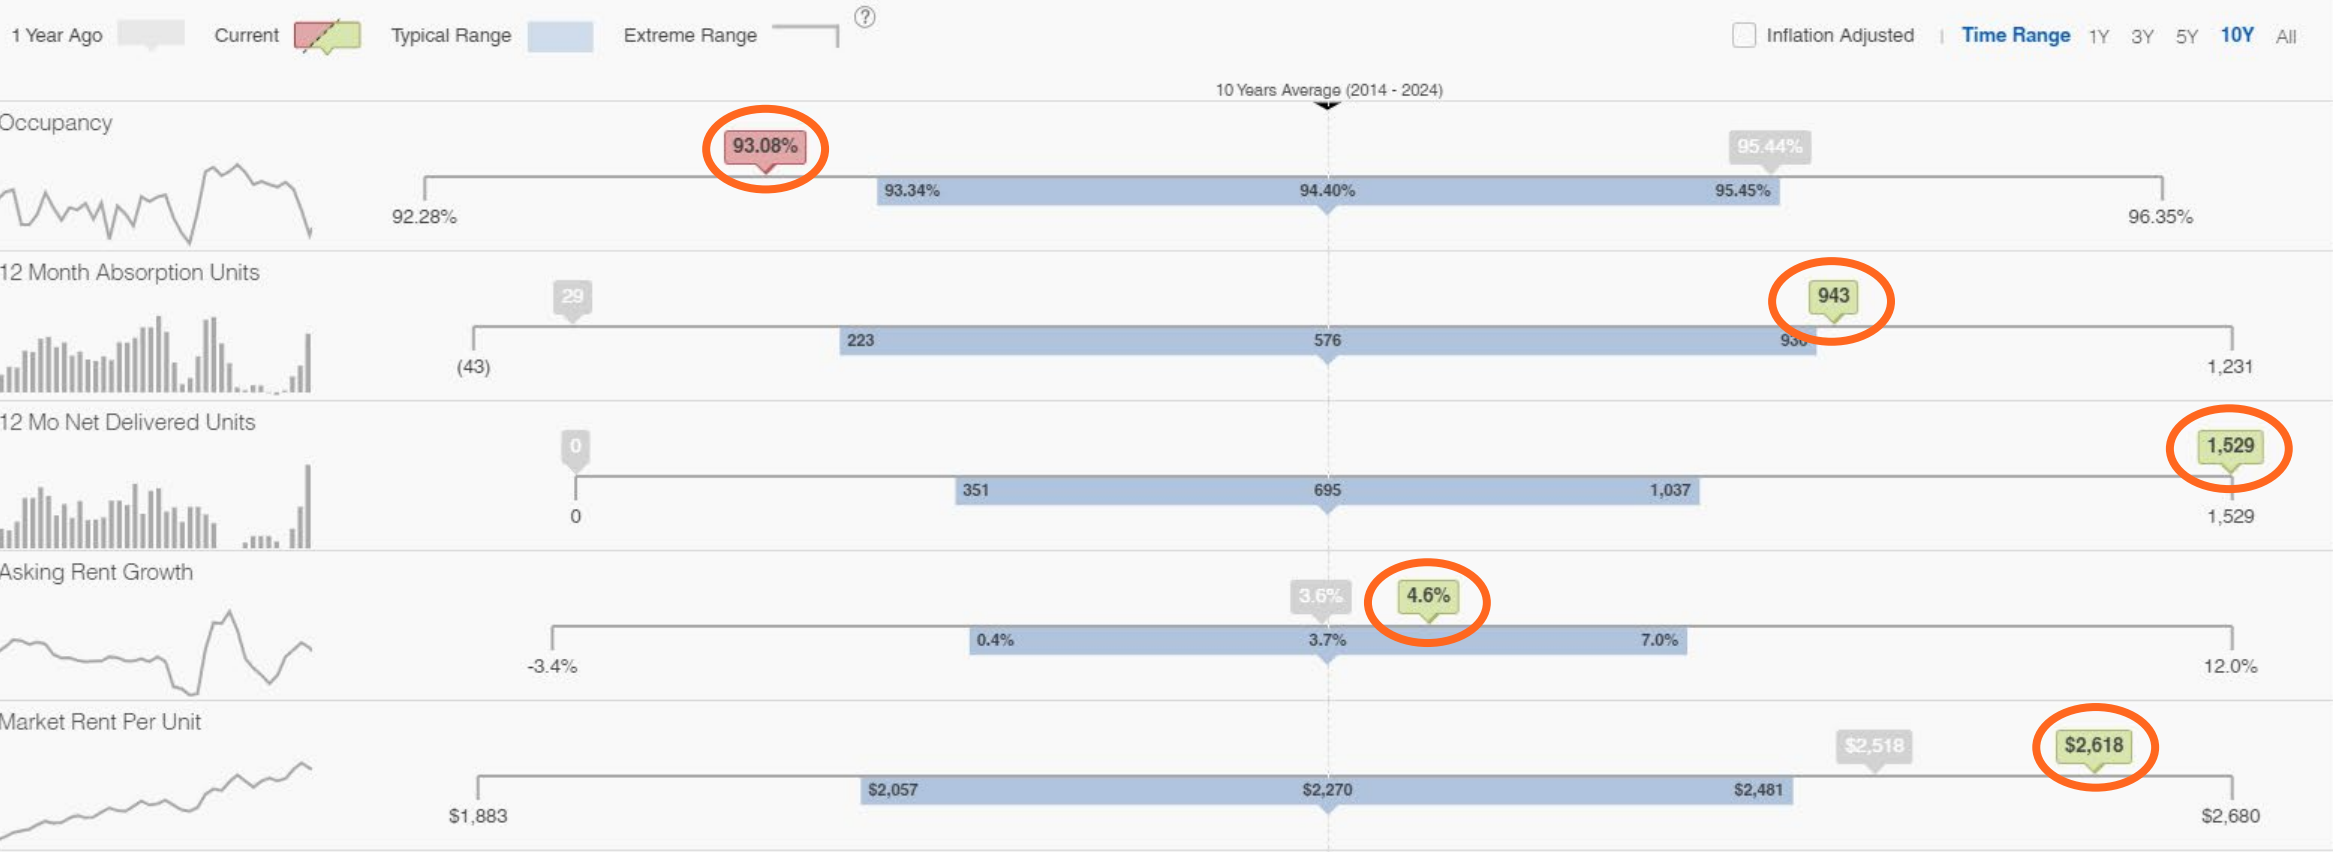 1 Year Ago Current Typical Range Extreme Range ? Inflation Adjusted | Time Range 1Y 3Y 5Y 10Y All
10 Years Average (2014 - 2024)
Occupancy
93.08% 95.44%
93.34% 94.40% 95.45%
92.28% 96.35%
12 Month Absorption Units
29 943
223 576
(43) 1,231
12 Mo Net Delivered Units
0 1,529
351 695 1,037
0 1,529
Asking Rent Growth
3.6% 4.6%
0.4% 3.7% 7.0%
-3.4% 12.0%
Market Rent Per Unit
$2,518 $2,618
$2,057 $2,270 $2,481
$1,883 $2,680